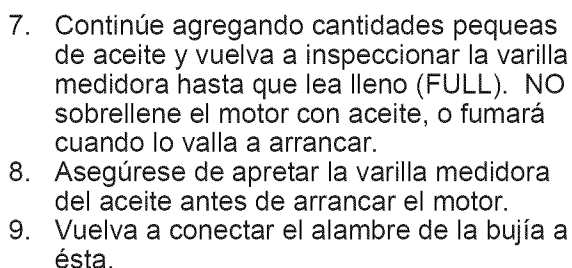 7. Continúe agregando cantidades pequeas
de aceite y vuelva a inspeccionar la varilla
medidora hasta que lea lleno (FULL). NO
sobrellene el motor con aceite, o fumará
cuando lo valla a arrancar.
8. Asegúrese de apretar la varilla medidora
del aceite antes de arrancar el motor.
9. Vuelva a conectar el alambre de la bujía a
ésta.